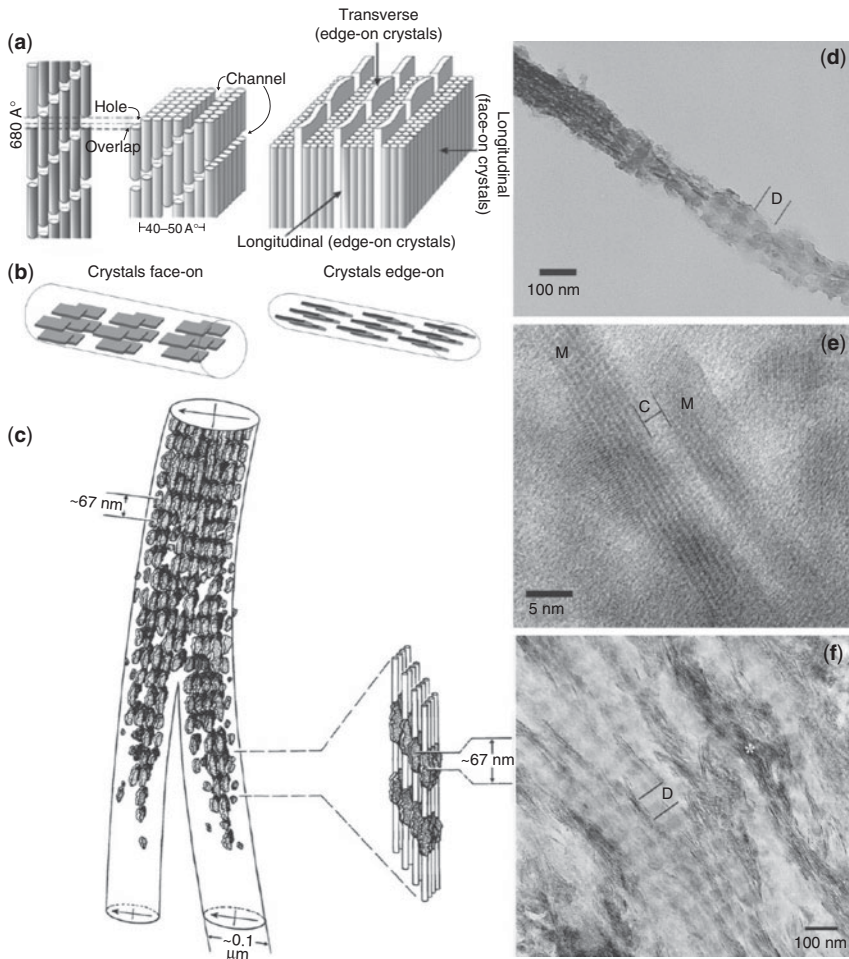 (a)
Transverse
(edge-on crystals)
680 A°
Hole
Overlap
Channel
40–50 A°
Longitudinal
(face-on crystals)
Longitudinal (edge-on crystals)
(b)
Crystals face-on
Crystals edge-on
(c)
~67 nm
~67 nm
~0.1
μm
(d)
D
100 nm
(e)
M
C
M
5 nm
(f)
*
D
100 nm